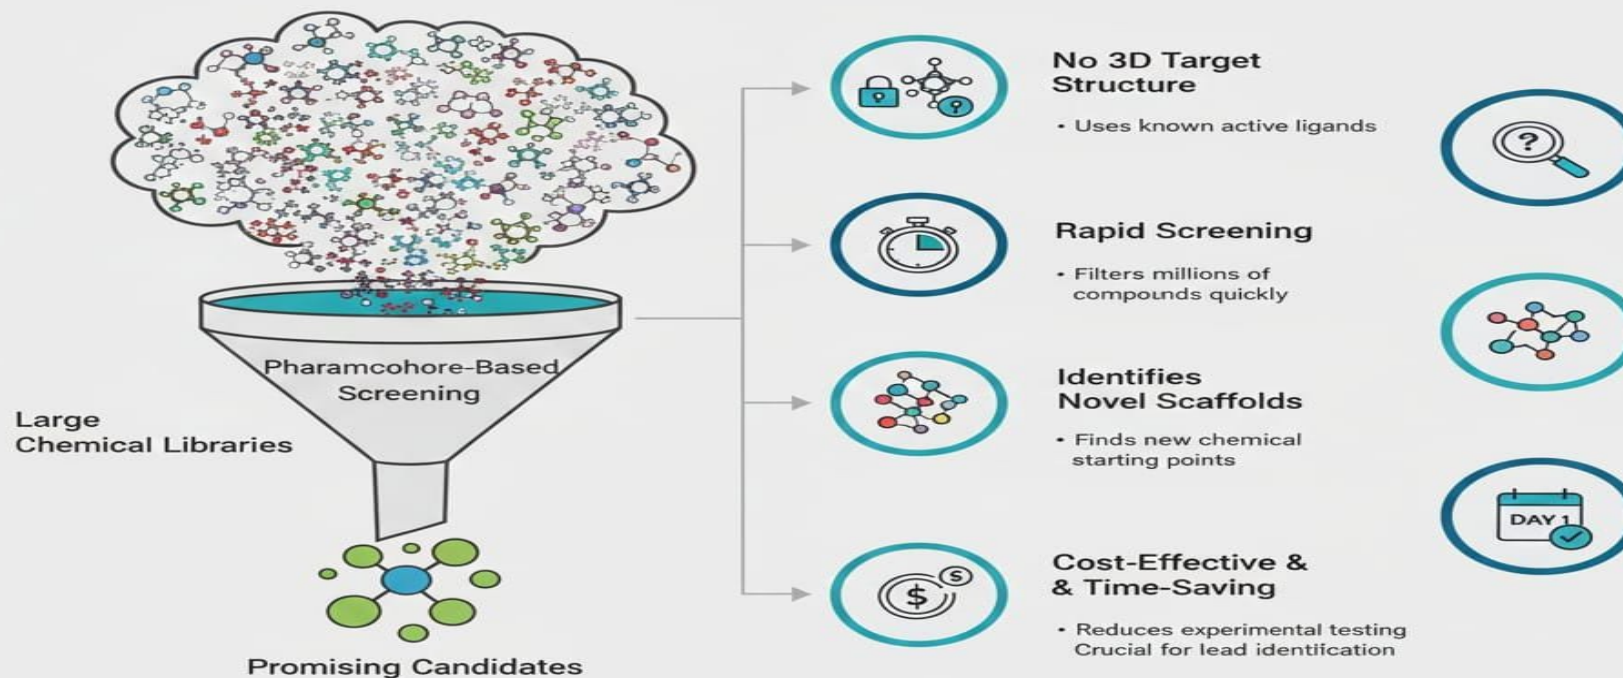 Large
Chemical Libraries
Pharamcohore-Based
Screening
Promising Candidates
No 3D Target
Structure
• Uses known active ligands
Rapid Screening
• Filters millions of
compounds quickly
Identifies
Novel Scaffolds
• Finds new chemical
starting points
$
$
Cost-Effective &
& Time-Saving
• Reduces experimental testing
Crucial for lead identification
?
DAY 1